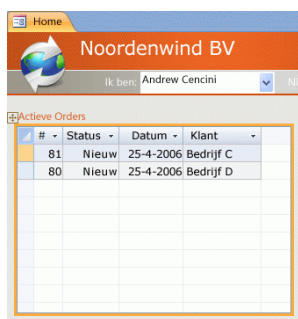 Home
Noordenwind BV
Ik ben: Andrew Cencini N
Actieve Orders
# Status Datum Klant
81 Nieuw 25-4-2006 Bedrijf C
80 Nieuw 25-4-2006 Bedrijf D